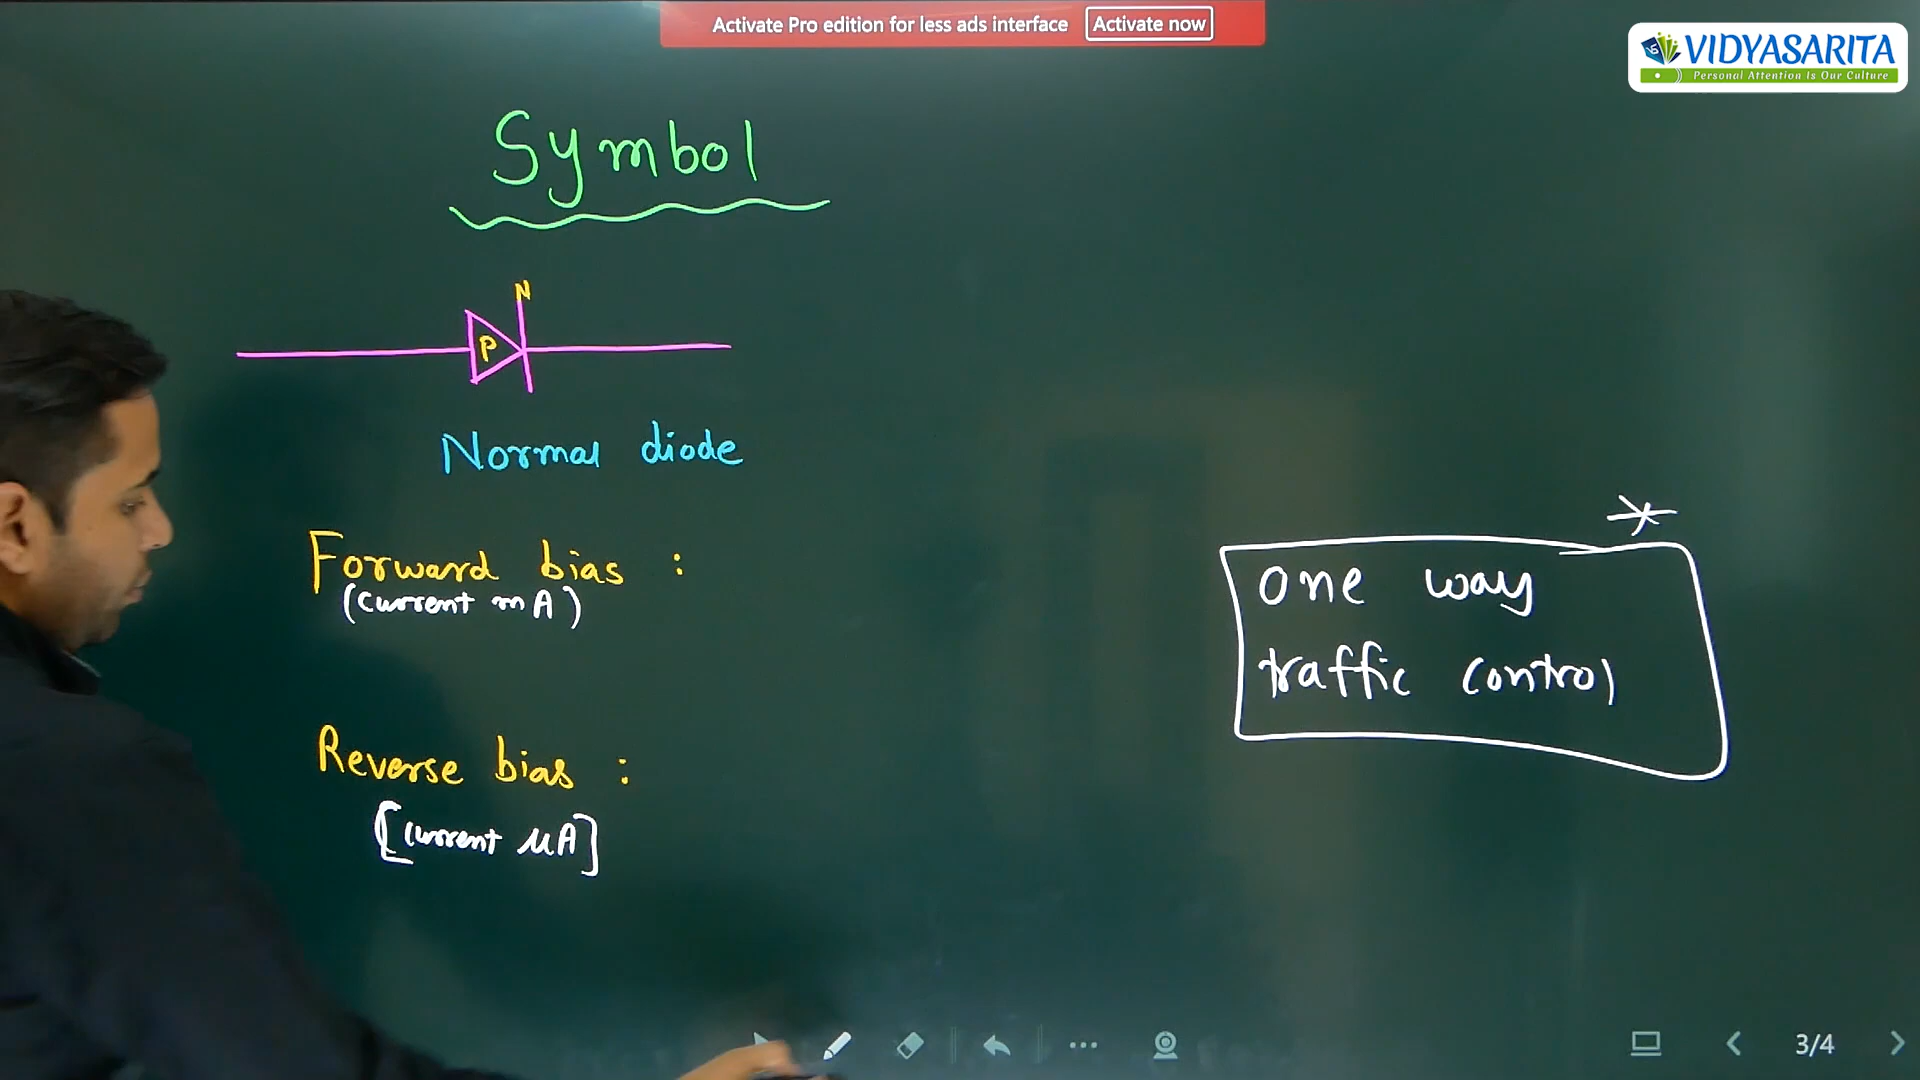 Activate Pro edition for less ads interface Activate now
VIDYASARITA
Personal Attention Is Our Culture
Symbol
N
P
Normal diode
Forward bias :
(current mA)
One way
traffic control
Reverse bias :
[current μA]
3/4